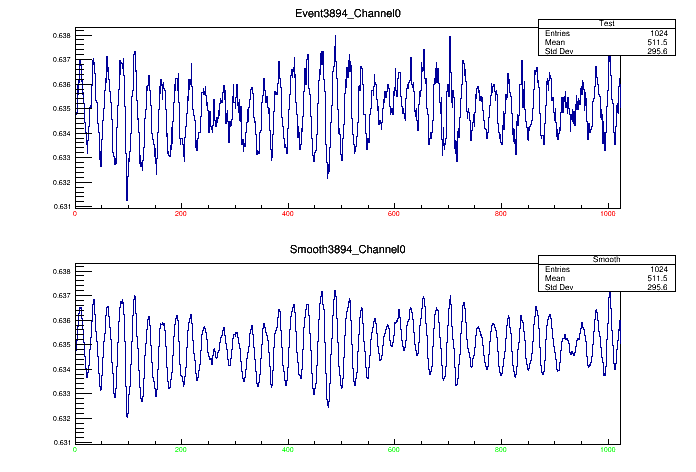 Event3894_Channel0
Test
Entries 1024
Mean 511.5
Std Dev 295.6
0.638
0.637
0.636
0.635
0.634
0.633
0.632
0.631
0 200 400 600 800 1000
Smooth3894_Channel0
Smooth
Entries 1024
Mean 511.5
Std Dev 295.6
0.638
0.637
0.636
0.635
0.634
0.633
0.632
0.631
0 200 400 600 800 1000